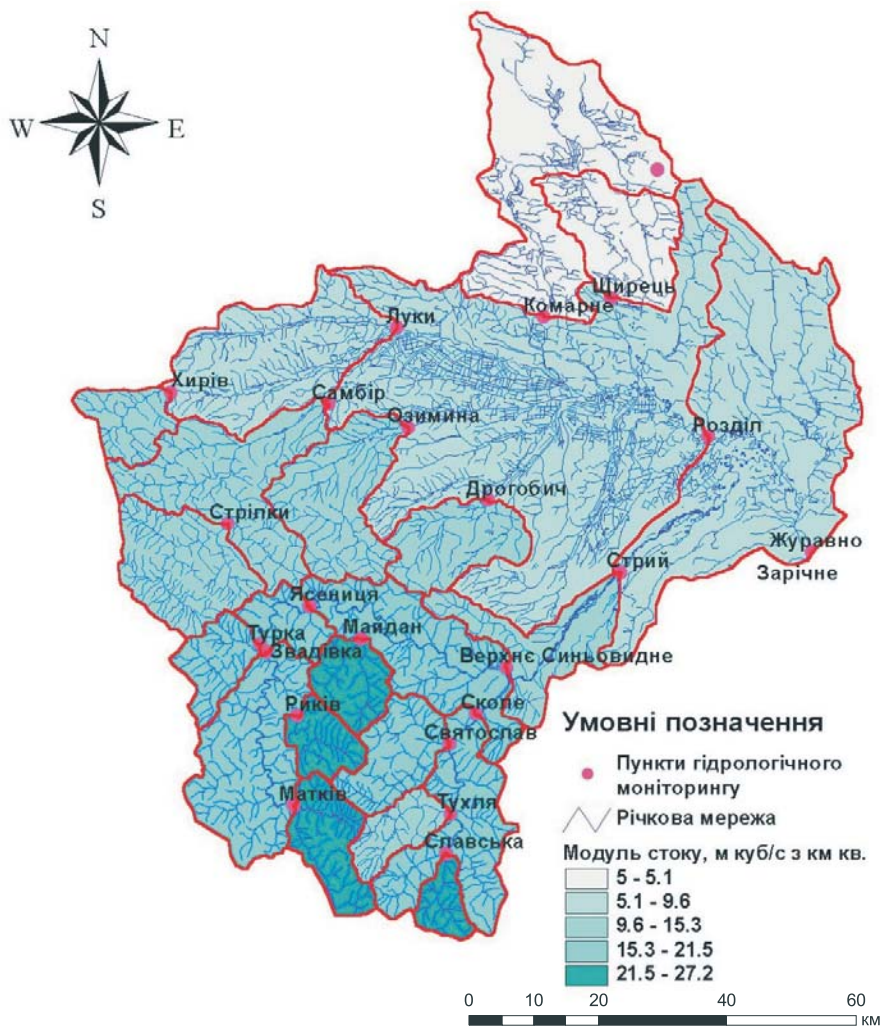 N
W E
S
Щирець
Комарне
Луки
Хирів
Самбір
Озимина
Розділ
Дрогобич
Стрілки
Журавно
Зарічне
Стрий
Ясениця
Майдан
Турка
Звадівка
Верхнє Синьовидне
Риків
Сколе
Святослав
Матків
Тухля
Славська
Умовні позначення
Пункти гідрологічного
моніторингу
Річкова мережа
Модуль стоку, м куб/с з км кв.
5 - 5.1
5.1 - 9.6
9.6 - 15.3
15.3 - 21.5
21.5 - 27.2
0 10 20 40 60
км